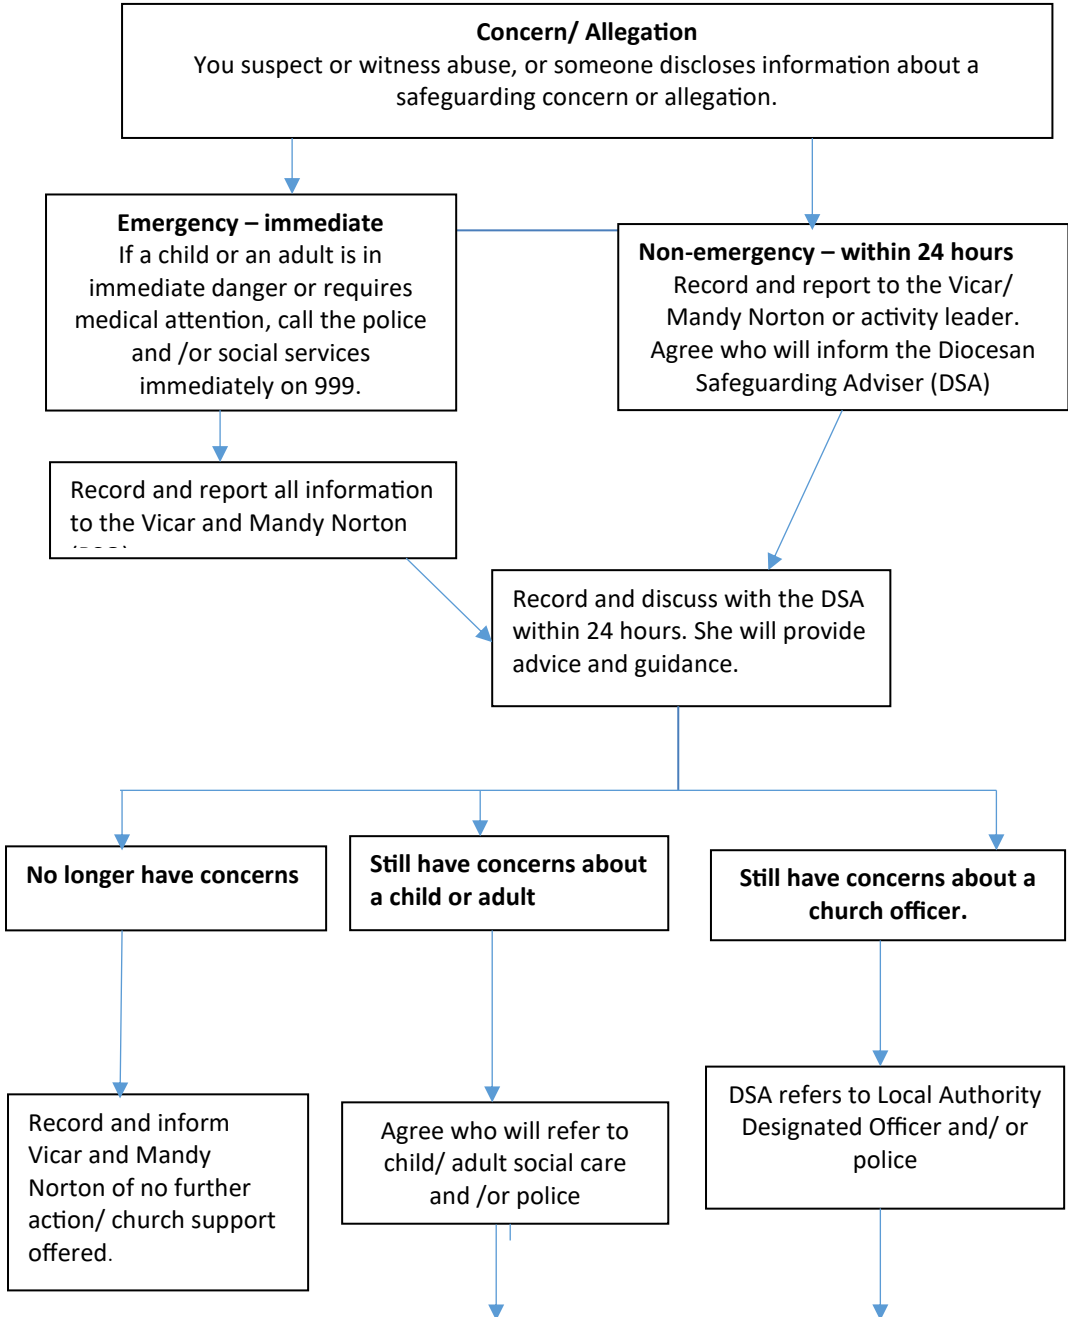 Concern/ Allegation
You suspect or witness abuse, or someone discloses information about a
safeguarding concern or allegation.
Emergency – immediate
If a child or an adult is in
immediate danger or requires
medical attention, call the police
and /or social services
immediately on 999.
Non-emergency – within 24 hours
Record and report to the Vicar/
Mandy Norton or activity leader.
Agree who will inform the Diocesan
Safeguarding Adviser (DSA)
Record and report all information
to the Vicar and Mandy Norton
Record and discuss with the DSA
within 24 hours. She will provide
advice and guidance.
No longer have concerns
Still have concerns about
a child or adult
Still have concerns about a
church officer.
Record and inform
Vicar and Mandy
Norton of no further
action/ church support
offered.
Agree who will refer to
child/ adult social care
and /or police
DSA refers to Local Authority
Designated Officer and/ or
police